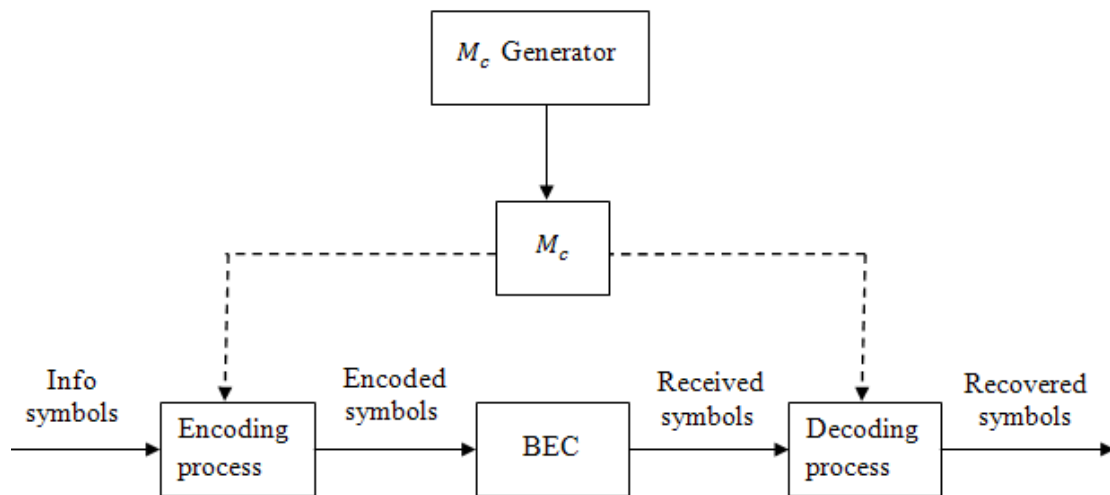 M_c Generator
M_c
Info
symbols
Encoding
process
Encoded
symbols
BEC
Received
symbols
Decoding
process
Recovered
symbols